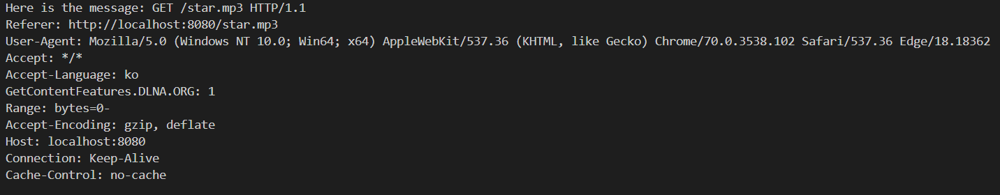 Here is the message: GET /star.mp3 HTTP/1.1
Referer: http://localhost:8080/star.mp3
User-Agent: Mozilla/5.0 (Windows NT 10.0; Win64; x64) AppleWebKit/537.36 (KHTML, like Gecko) Chrome/70.0.3538.102 Safari/537.36 Edge/18.18362
Accept: */*
Accept-Language: ko
GetContentFeatures.DLNA.ORG: 1
Range: bytes=0-
Accept-Encoding: gzip, deflate
Host: localhost:8080
Connection: Keep-Alive
Cache-Control: no-cache